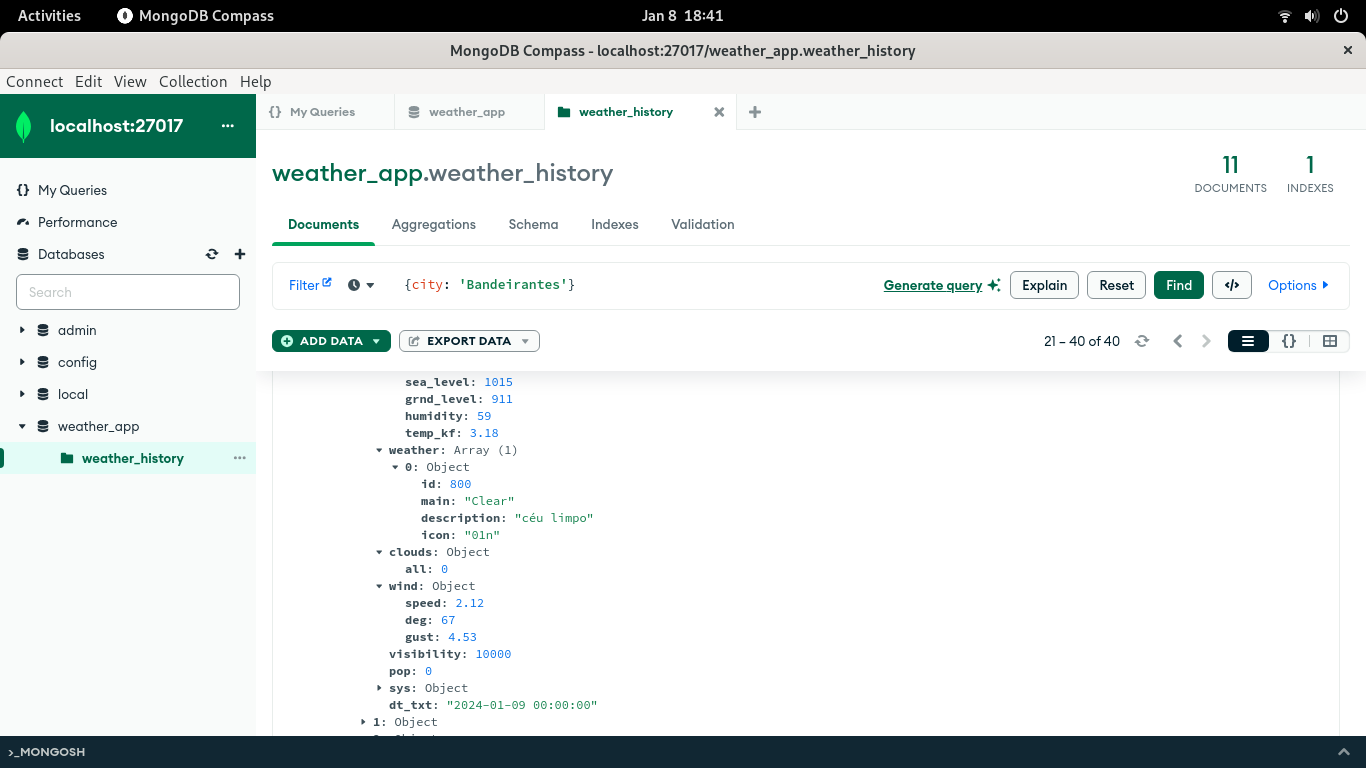 Activities MongoDB Compass Jan 8 18:41
MongoDB Compass - localhost:27017/weather_app.weather_history
Connect Edit View Collection Help
localhost:27017
My Queries weather_app weather_history
My Queries
Performance
Databases
Search
admin
config
local
weather_app
weather_history
weather_app.weather_history
11
DOCUMENTS
1
INDEXES
Documents Aggregations Schema Indexes Validation
Filter {city: 'Bandeirantes'} Generate query Explain Reset Find </> Options
ADD DATA EXPORT DATA 21 – 40 of 40 {}
sea_level: 1015
grnd_level: 911
humidity: 59
temp_kf: 3.18
weather: Array (1)
0: Object
id: 800
main: "Clear"
description: "céu limpo"
icon: "01n"
clouds: Object
all: 0
wind: Object
speed: 2.12
deg: 67
gust: 4.53
visibility: 10000
pop: 0
sys: Object
dt_txt: "2024-01-09 00:00:00"
1: Object
>_MONGOSH